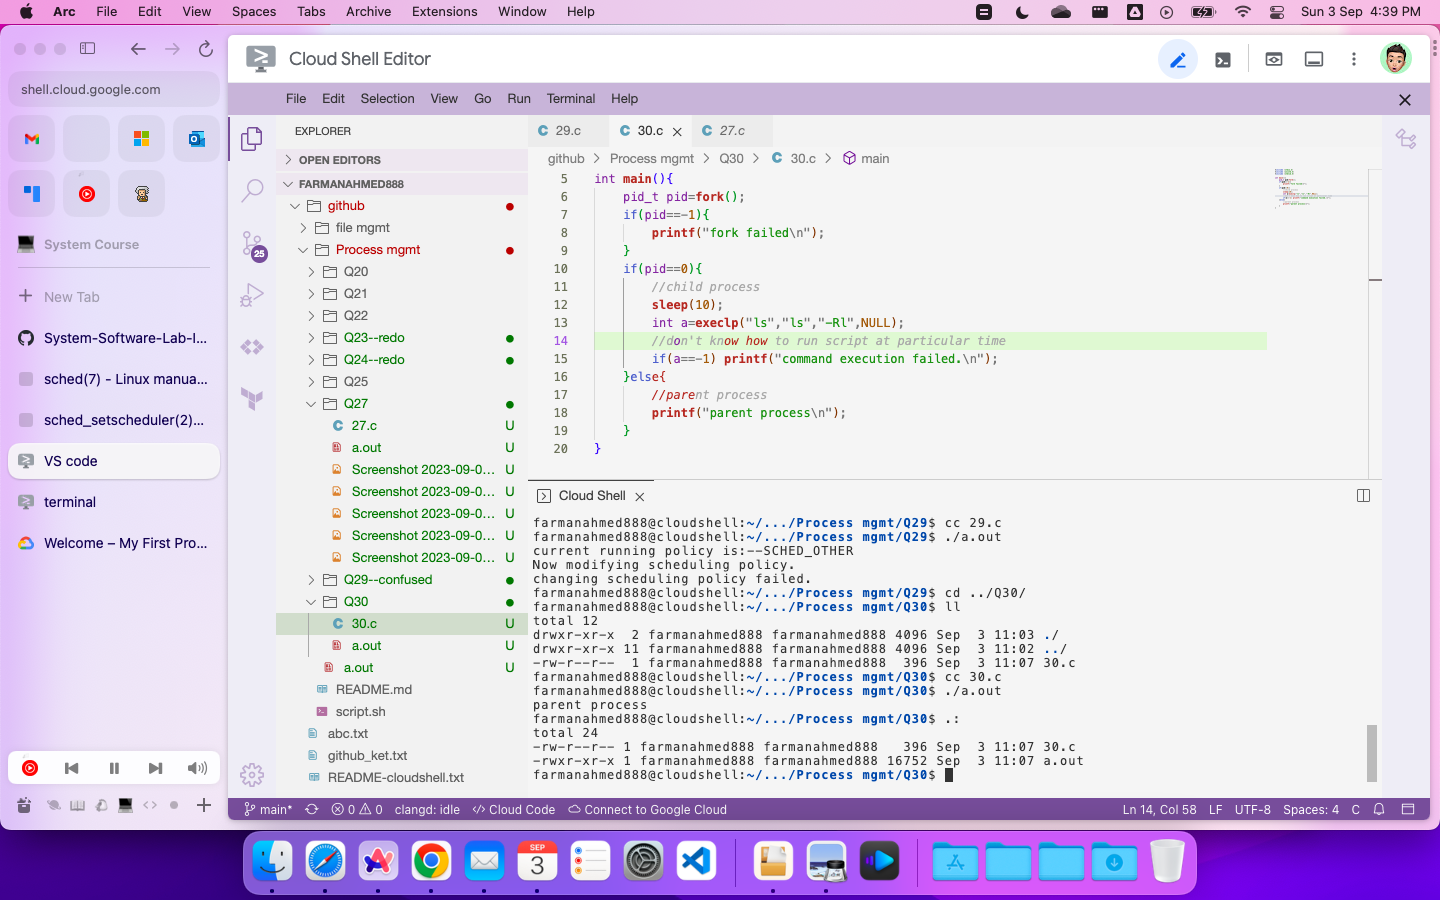 Arc File Edit View Spaces Tabs Archive Extensions Window Help Sun 3 Sep 4:39 PM
shell.cloud.google.com
System Course
New Tab
System-Software-Lab-I...
sched(7) - Linux manua...
sched_setscheduler(2)...
VS code
terminal
Welcome – My First Pro...
Cloud Shell Editor
File Edit Selection View Go Run Terminal Help
EXPLORER
OPEN EDITORS
FARMANAHMED888
github
file mgmt
Process mgmt
Q20
Q21
Q22
Q23--redo
Q24--redo
Q25
Q27
27.c U
a.out U
Screenshot 2023-09-0... U
Screenshot 2023-09-0... U
Screenshot 2023-09-0... U
Screenshot 2023-09-0... U
Screenshot 2023-09-0... U
Q29--confused
Q30
30.c U
a.out U
a.out U
README.md
script.sh
abc.txt
github_ket.txt
README-cloudshell.txt
25
C 29.c C 30.c C 27.c
github > Process mgmt > Q30 > C 30.c > main
5 int main(){
6 pid_t pid=fork();
7 if(pid==-1){
8 printf("fork failed\n");
9 }
10 if(pid==0){
11 //child process
12 sleep(10);
13 int a=execlp("ls","ls","-Rl",NULL);
14 //don't know how to run script at particular time
15 if(a==-1) printf("command execution failed.\n");
16 }else{
17 //parent process
18 printf("parent process\n");
19 }
20 }
Cloud Shell
farmanahmed888@cloudshell:~/.../Process mgmt/Q29$ cc 29.c
farmanahmed888@cloudshell:~/.../Process mgmt/Q29$ ./a.out
current running policy is:--SCHED_OTHER
Now modifying scheduling policy.
changing scheduling policy failed.
farmanahmed888@cloudshell:~/.../Process mgmt/Q29$ cd ../Q30/
farmanahmed888@cloudshell:~/.../Process mgmt/Q30$ ll
total 12
drwxr-xr-x 2 farmanahmed888 farmanahmed888 4096 Sep 3 11:03 ./
drwxr-xr-x 11 farmanahmed888 farmanahmed888 4096 Sep 3 11:02 ../
-rw-r--r-- 1 farmanahmed888 farmanahmed888 396 Sep 3 11:07 30.c
farmanahmed888@cloudshell:~/.../Process mgmt/Q30$ cc 30.c
farmanahmed888@cloudshell:~/.../Process mgmt/Q30$ ./a.out
parent process
farmanahmed888@cloudshell:~/.../Process mgmt/Q30$ .:
total 24
-rw-r--r-- 1 farmanahmed888 farmanahmed888 396 Sep 3 11:07 30.c
-rwxr-xr-x 1 farmanahmed888 farmanahmed888 16752 Sep 3 11:07 a.out
farmanahmed888@cloudshell:~/.../Process mgmt/Q30$
main* 0 0 clangd: idle Cloud Code Connect to Google Cloud Ln 14, Col 58 LF UTF-8 Spaces: 4 C
SEP
3